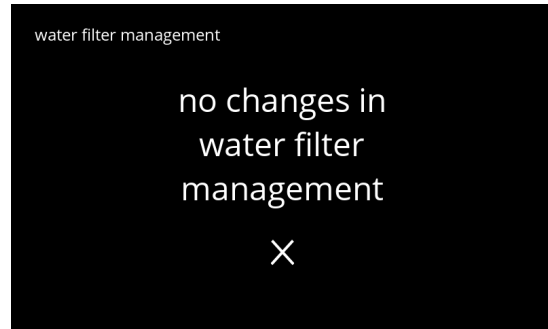 water filter management
no changes in
water filter
management
X